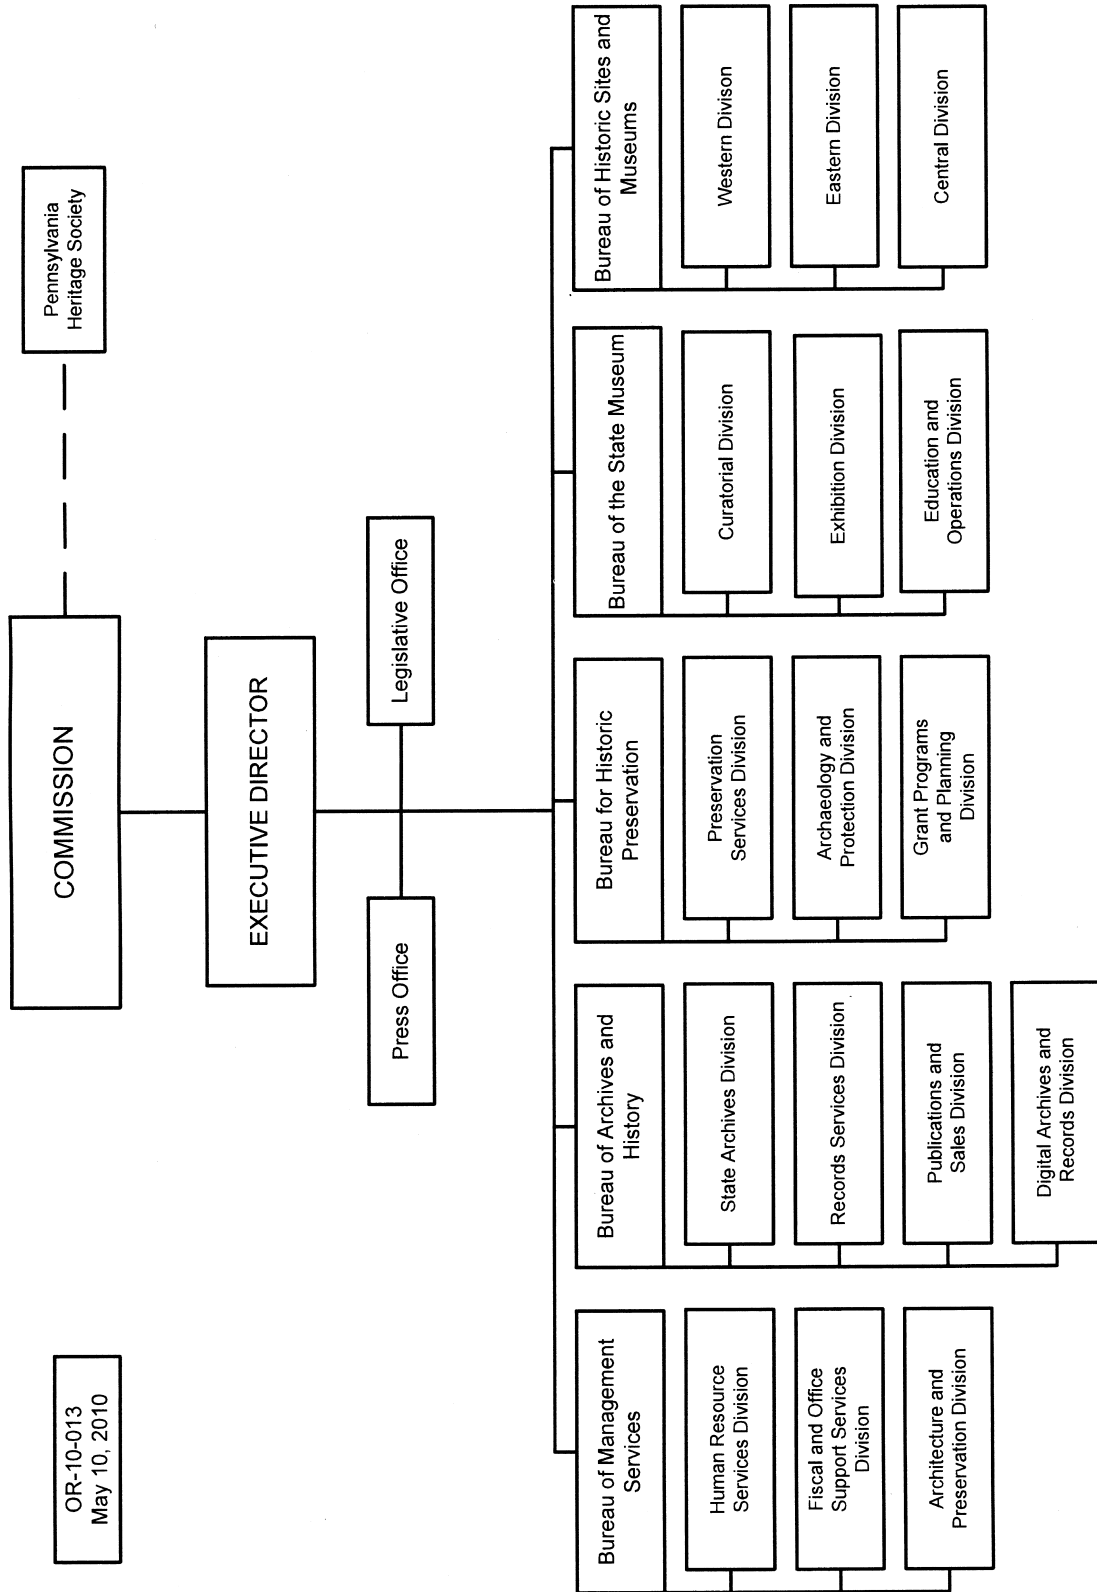 OR-10-013
May 10, 2010
COMMISSION
Pennsylvania
Heritage Society
EXECUTIVE DIRECTOR
Press Office
Legislative Office
Bureau of Management
Services
Human Resource
Services Division
Fiscal and Office
Support Services
Division
Architecture and
Preservation Division
Bureau of Archives and
History
State Archives Division
Records Services Division
Publications and
Sales Division
Digital Archives and
Records Division
Bureau for Historic
Preservation
Preservation
Services Division
Archaeology and
Protection Division
Grant Programs
and Planning
Division
Bureau of the State Museum
Curatorial Division
Exhibition Division
Education and
Operations Division
Bureau of Historic Sites and
Museums
Western Divison
Eastern Division
Central Division